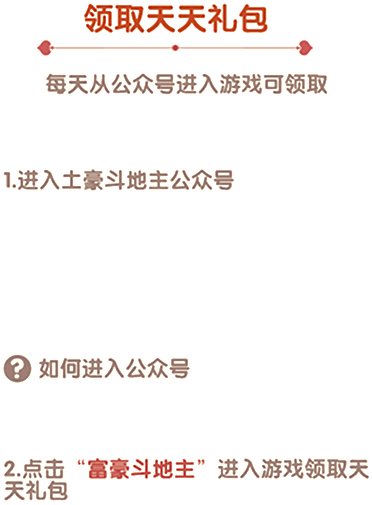 领取天天礼包
每天从公众号进入游戏可领取
1.进入土豪斗地主公众号
? 如何进入公众号
2.点击“富豪斗地主”进入游戏领取天
天礼包